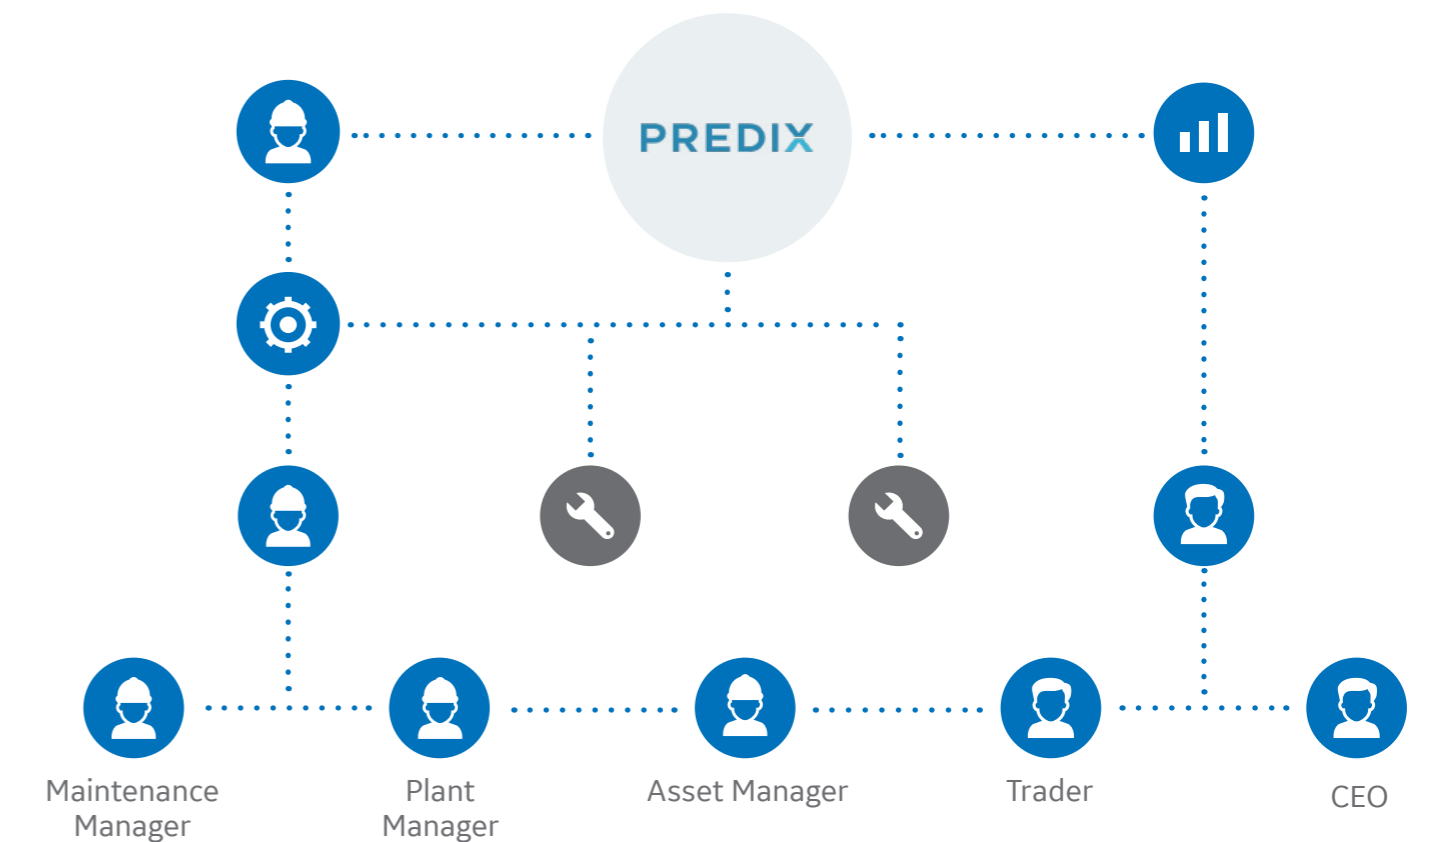 PREDIX
Maintenance
Manager
Plant
Manager
Asset Manager
Trader
CEO